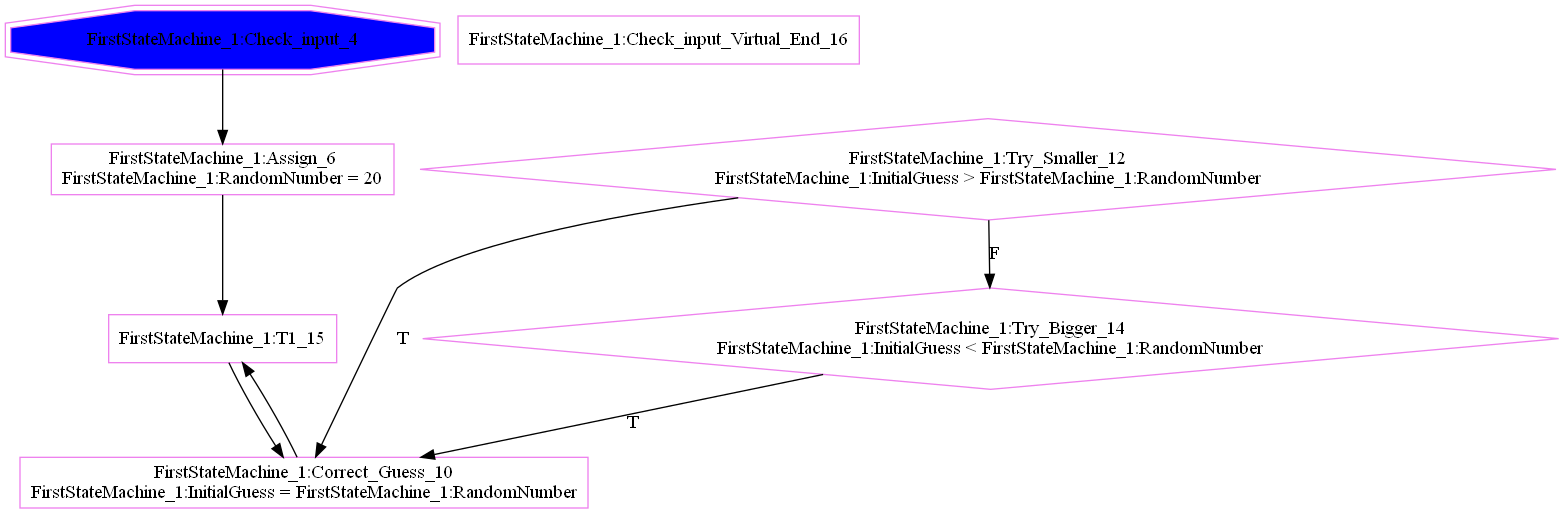 FirstStateMachine_1:Check_input_4
FirstStateMachine_1:Check_input_Virtual_End_16
FirstStateMachine_1:Assign_6
FirstStateMachine_1:RandomNumber = 20
FirstStateMachine_1:Try_Smaller_12
FirstStateMachine_1:InitialGuess > FirstStateMachine_1:RandomNumber
F
FirstStateMachine_1:T1_15
T
FirstStateMachine_1:Try_Bigger_14
FirstStateMachine_1:InitialGuess < FirstStateMachine_1:RandomNumber
T
FirstStateMachine_1:Correct_Guess_10
FirstStateMachine_1:InitialGuess = FirstStateMachine_1:RandomNumber